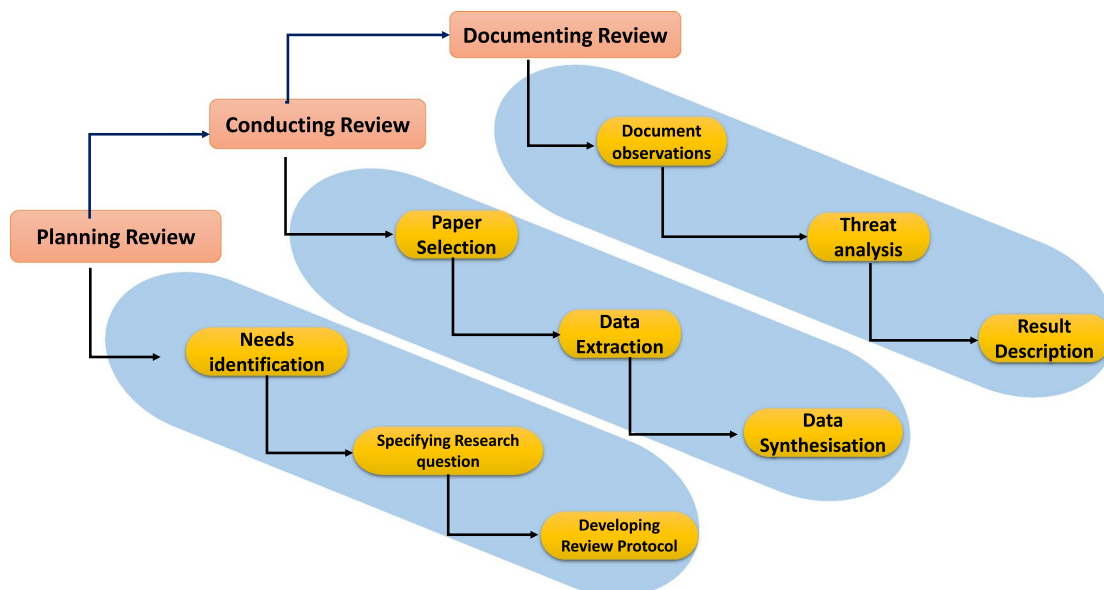 Documenting Review
Conducting Review
Planning Review
Document
observations
Threat
analysis
Result
Description
Paper
Selection
Data
Extraction
Data
Synthesisation
Needs
identification
Specifying Research
question
Developing
Review Protocol